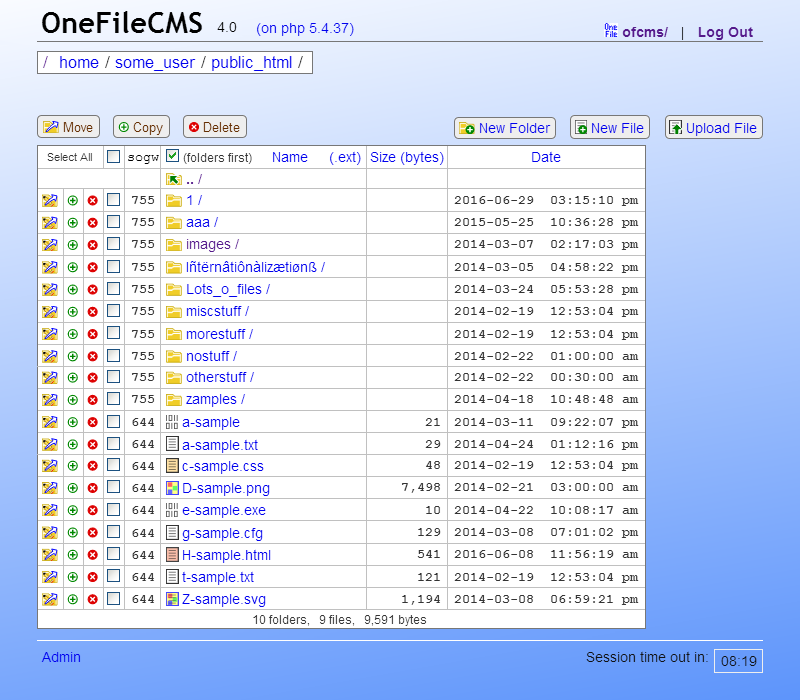 OneFileCMS 4.0 (on php 5.4.37) One File ofcms/ | Log Out
/ home / some_user / public_html /
Move Copy Delete New Folder New File Upload File
Select All sogw (folders first) Name (.ext) Size (bytes) Date
.. /
755 1 / 2016-06-29 03:15:10 pm
755 aaa / 2015-05-25 10:36:28 pm
755 images / 2014-03-07 02:17:03 pm
755 Iñtërnâtiônàlizætiønß / 2014-03-05 04:58:22 pm
755 Lots_o_files / 2014-03-24 05:53:28 pm
755 miscstuff / 2014-02-19 12:53:04 pm
755 morestuff / 2014-02-19 12:53:04 pm
755 nostuff / 2014-02-22 01:00:00 am
755 otherstuff / 2014-02-22 00:30:00 am
755 zamples / 2014-04-18 10:48:48 am
644 a-sample 21 2014-03-11 09:22:07 pm
644 a-sample.txt 29 2014-04-24 01:12:16 pm
644 c-sample.css 48 2014-02-19 12:53:04 pm
644 D-sample.png 7,498 2014-02-21 03:00:00 am
644 e-sample.exe 10 2014-04-22 10:08:17 am
644 g-sample.cfg 129 2014-03-08 07:01:02 pm
644 H-sample.html 541 2016-06-08 11:56:19 am
644 t-sample.txt 121 2014-02-19 12:53:04 pm
644 Z-sample.svg 1,194 2014-03-08 06:59:21 pm
10 folders, 9 files, 9,591 bytes
Admin Session time out in: 08:19